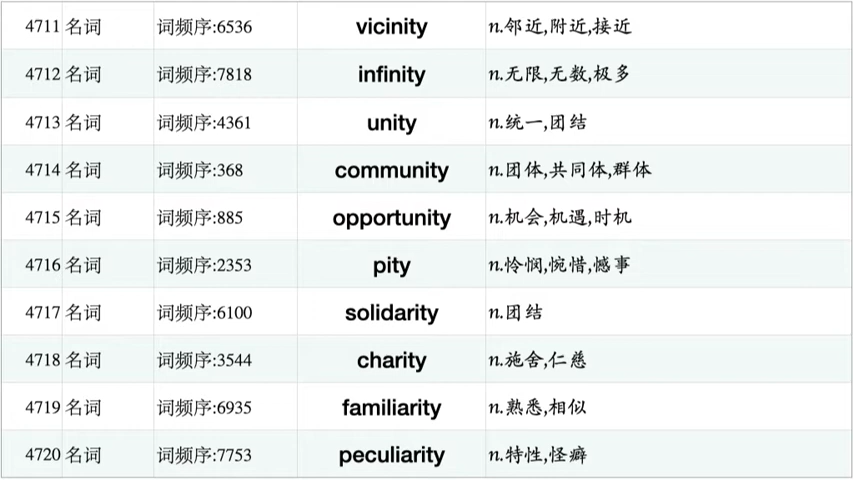 4711 名词 词频序:6536 vicinity n.邻近,附近,接近
4712 名词 词频序:7818 infinity n.无限,无数,极多
4713 名词 词频序:4361 unity n.统一,团结
4714 名词 词频序:368 community n.团体,共同体,群体
4715 名词 词频序:885 opportunity n.机会,机遇,时机
4716 名词 词频序:2353 pity n.怜悯,惋惜,憾事
4717 名词 词频序:6100 solidarity n.团结
4718 名词 词频序:3544 charity n.施舍,仁慈
4719 名词 词频序:6935 familiarity n.熟悉,相似
4720 名词 词频序:7753 peculiarity n.特性,怪癖